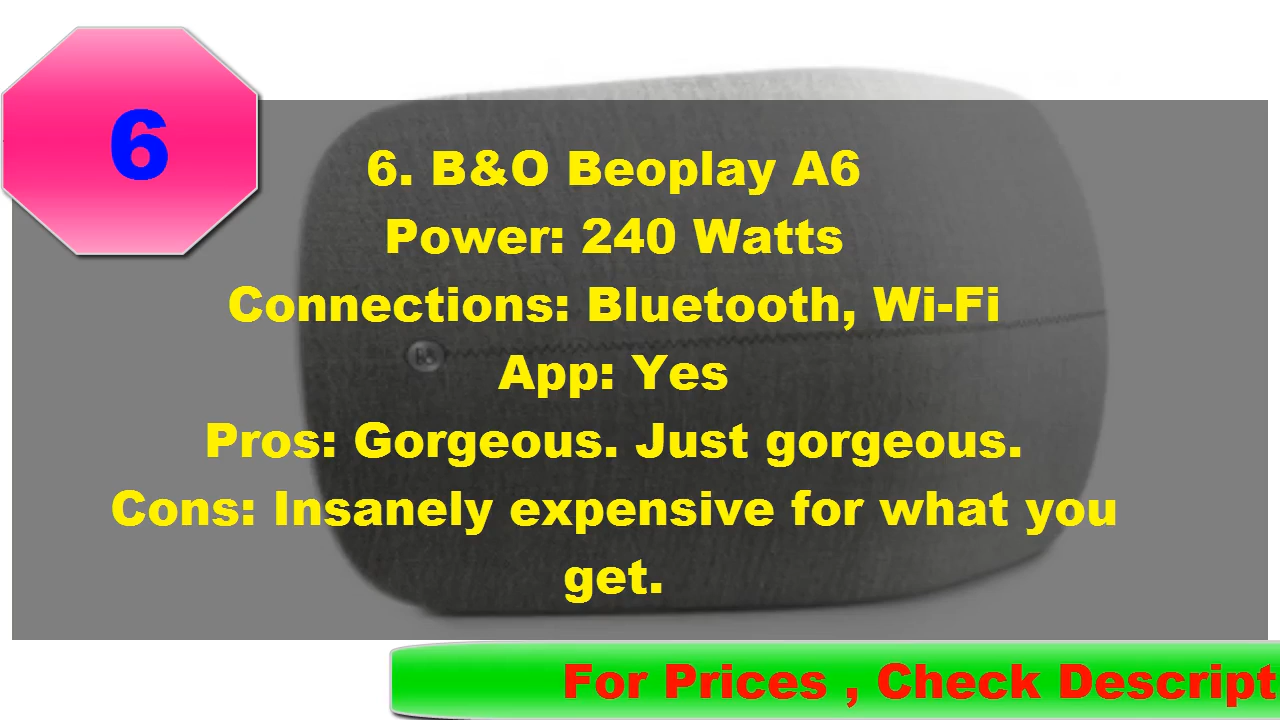 6
6. B&O Beoplay A6
Power: 240 Watts
Connections: Bluetooth, Wi-Fi
App: Yes
Pros: Gorgeous. Just gorgeous.
Cons: Insanely expensive for what you
get.
For Prices , Check Descript